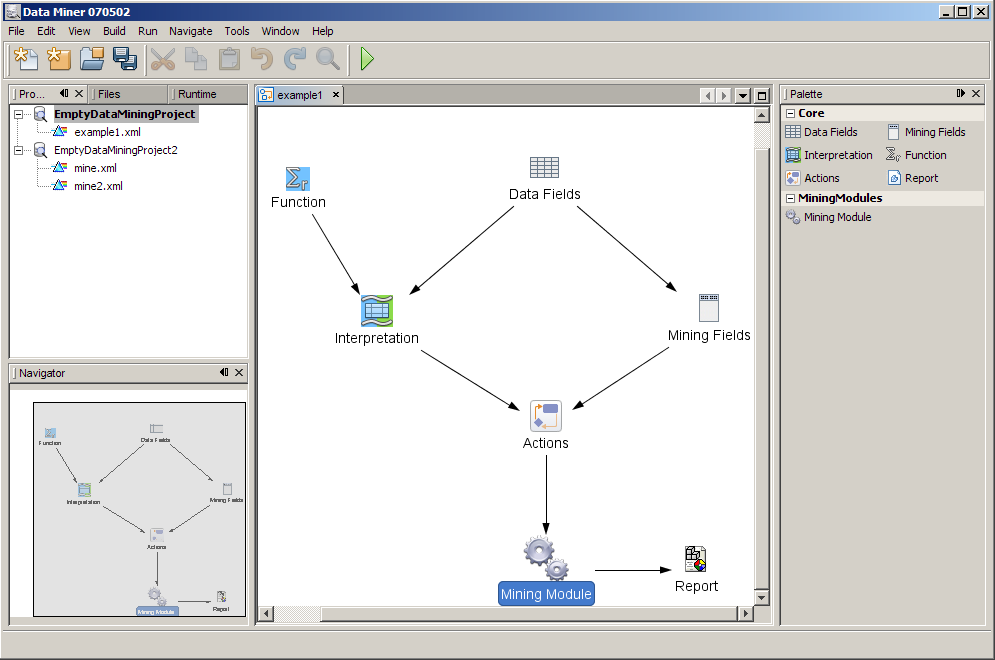 Data Miner 070502
File Edit View Build Run Navigate Tools Window Help
Pro... Files Runtime
EmptyDataMiningProject
example1.xml
EmptyDataMiningProject2
mine.xml
mine2.xml
Navigator
Function
Data Fields
Interpretation
Mining Fields
Actions
Mining Module
Report
example1
Function
Data Fields
Interpretation
Mining Fields
Actions
Mining Module
Report
Palette
Core
Data Fields Mining Fields
Interpretation Function
Actions Report
MiningModules
Mining Module